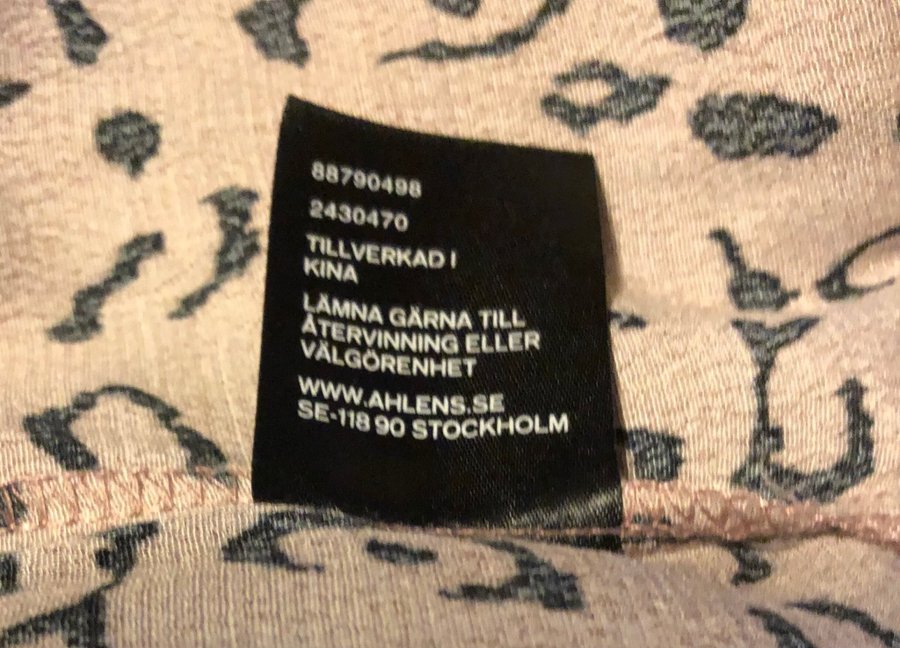 88790498
2430470
TILLVERKAD I
KINA
LÄMNA GÄRNA TILL
ÅTERVINNING ELLER
VÄLGÖRENHET
WWW.AHLENS.SE
SE-118 90 STOCKHOLM